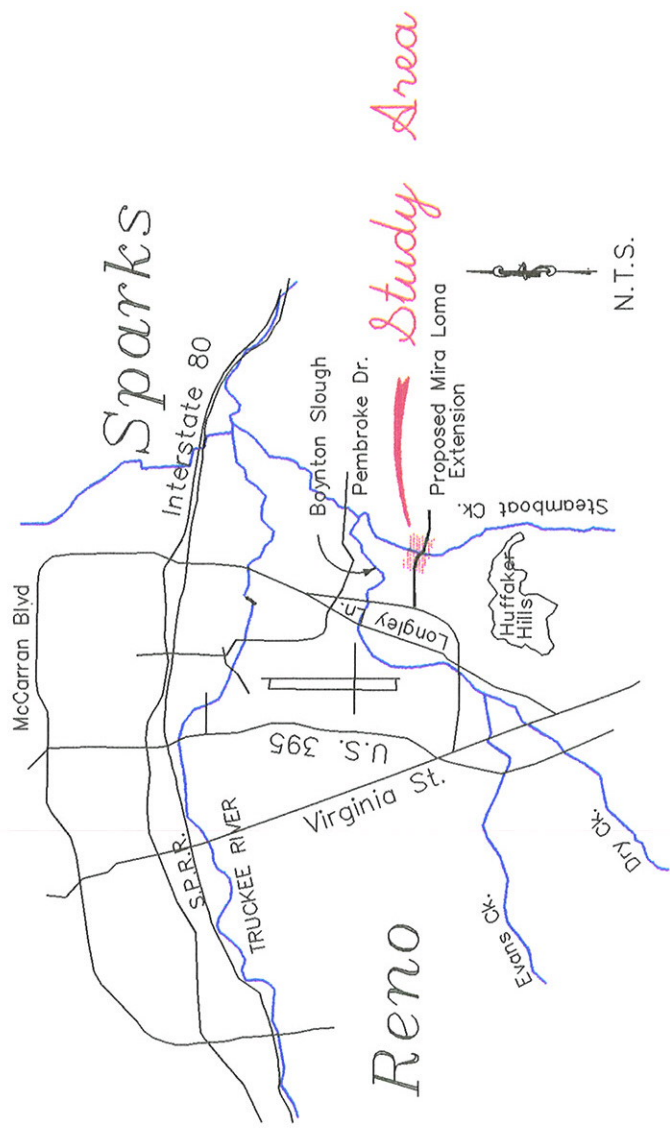 Sparks
McCarran Blvd
Interstate 80
S.P.R.R.
TRUCKEE RIVER
U.S. 395
Virginia St.
Reno
Boynton Slough
Pembroke Dr.
Longley Ln.
Study Area
Proposed Mira Loma
Extension
Steamboat Ck.
Huffaker
Hills
Evans Ck.
Dry Ck.
N.T.S.